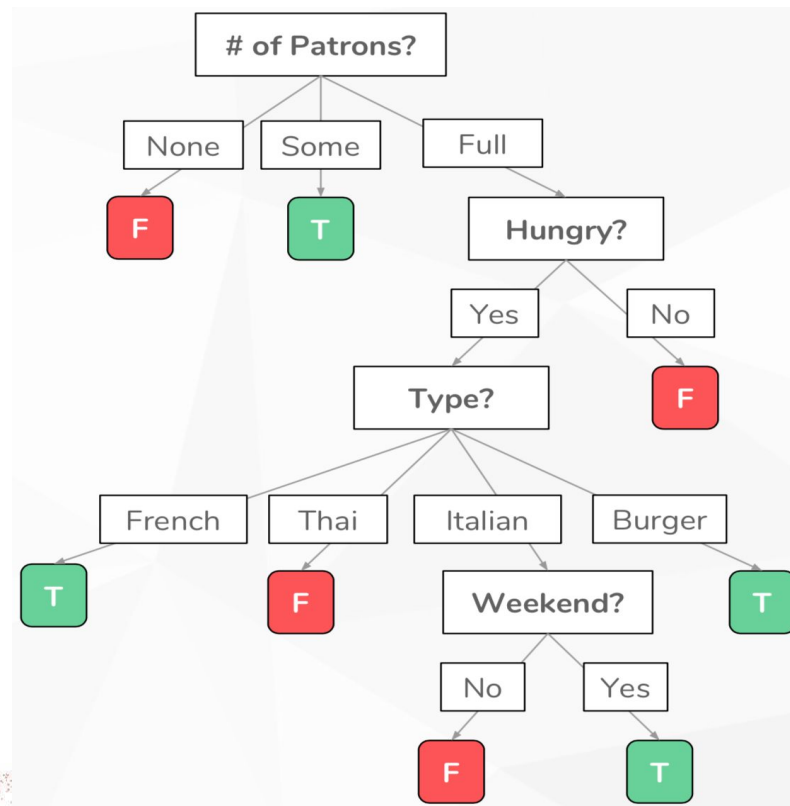 # of Patrons?
None
Some
Full
F
T
Hungry?
Yes
No
Type?
F
French
Thai
Italian
Burger
T
F
Weekend?
T
No
Yes
F
T